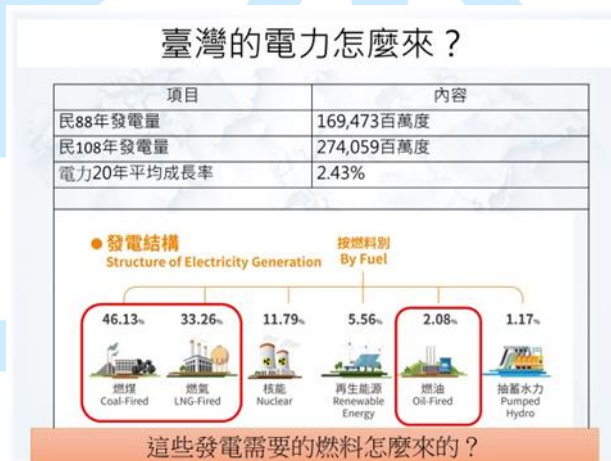 臺灣的電力怎麼來？
項目 內容
民88年發電量 169,473百萬度
民108年發電量 274,059百萬度
電力20年平均成長率 2.43%
●發電結構 按燃料別
Structure of Electricity Generation By Fuel
46.13% 33.26% 11.79% 5.56% 2.08% 1.17%
燃煤 燃氣 核能 再生能源 燃油 抽蓄水力
Coal-Fired LNG-Fired Nuclear Renewable Oil-Fired Pumped
Energy Hydro
這些發電需要的燃料怎麼來的？